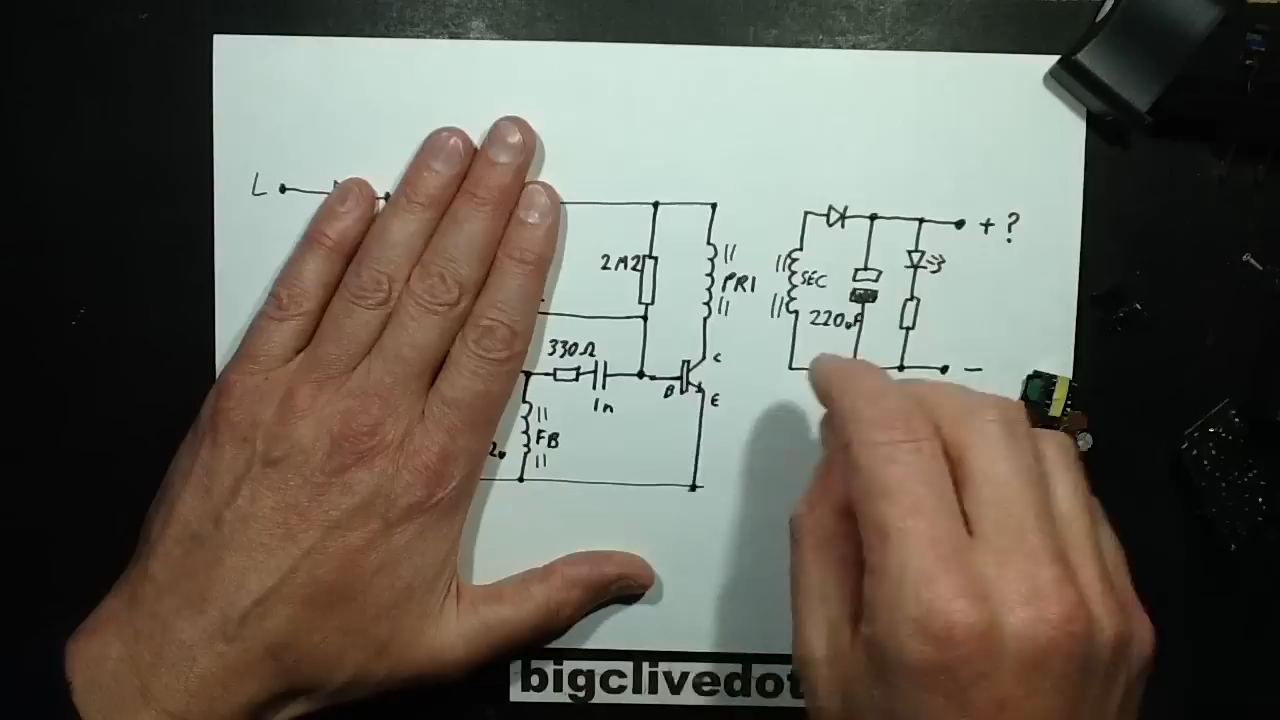 L
+ ?
2M2
PRI
SEC
220uF
330Ω
C
B
1n
E
-
FB
bigclivedot